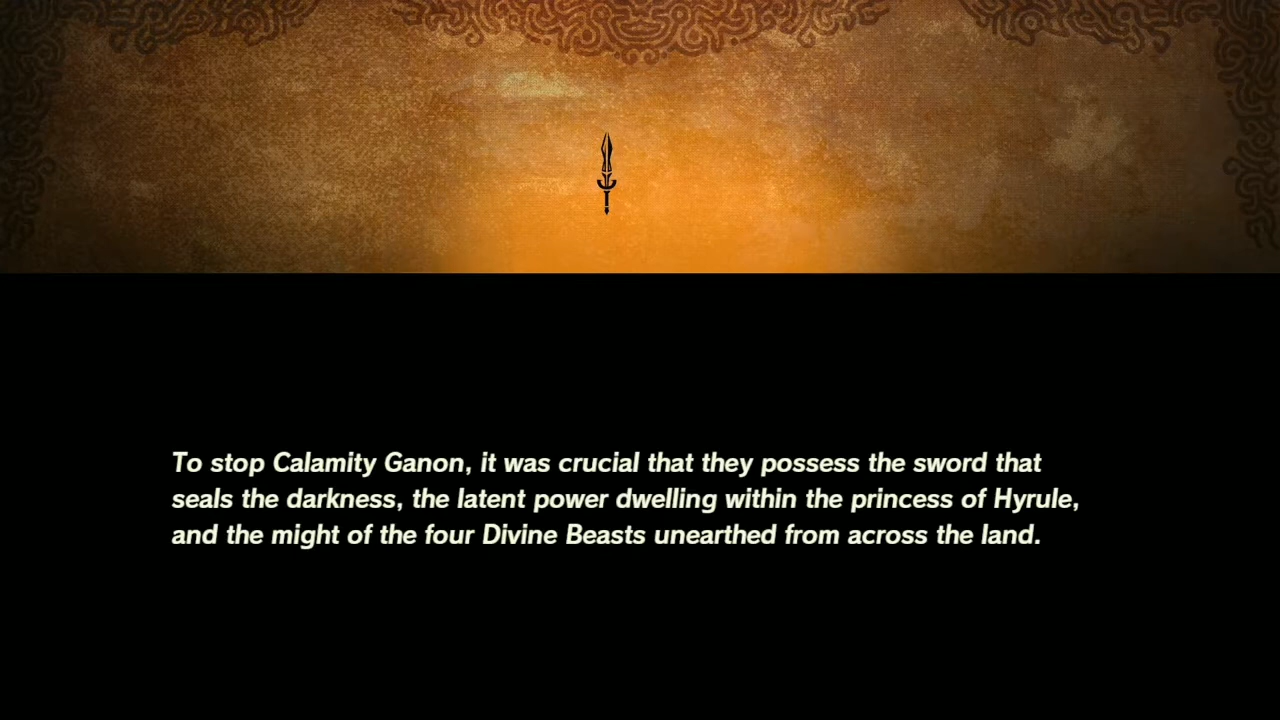 To stop Calamity Ganon, it was crucial that they possess the sword that
seals the darkness, the latent power dwelling within the princess of Hyrule,
and the might of the four Divine Beasts unearthed from across the land.